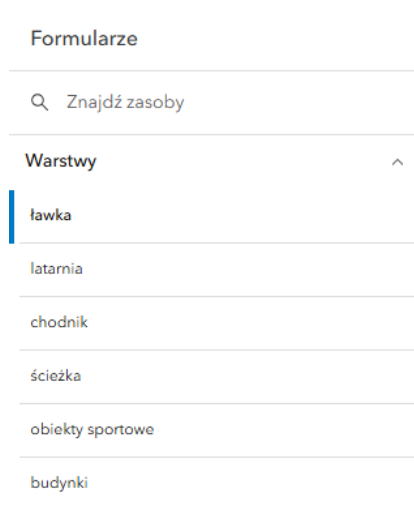 Formularze
Znajdź zasoby
Warstwy
ławka
latarnia
chodnik
ścieżka
obiekty sportowe
budynki